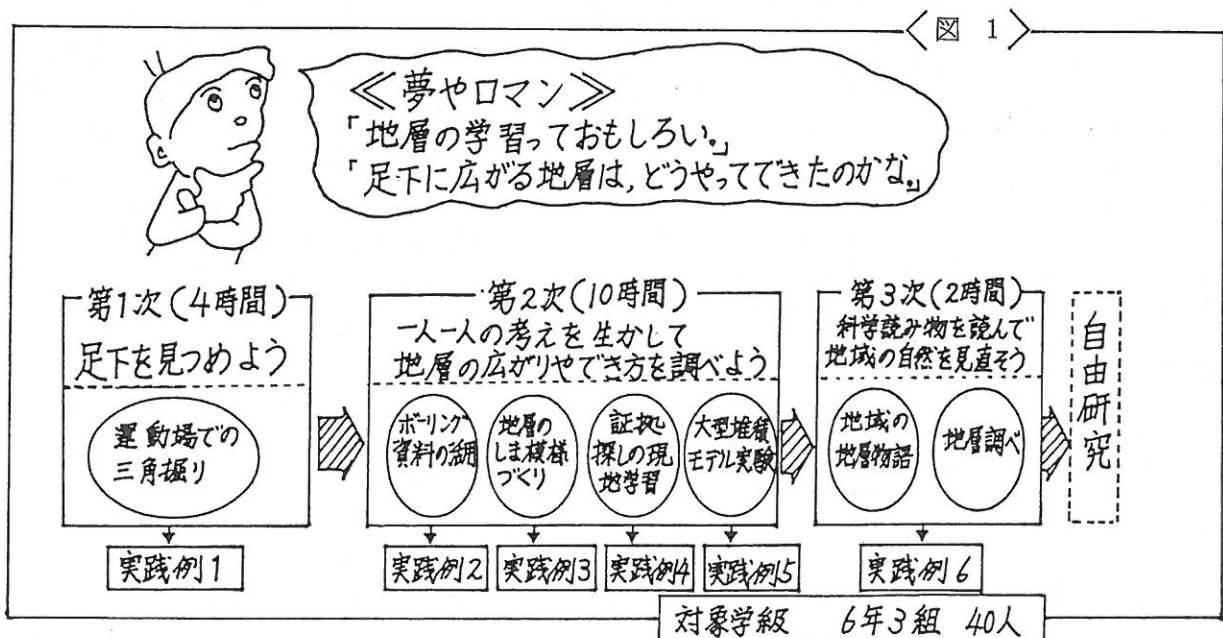 〈図 1〉
≪夢やロマン≫
「地層の学習っておもしろい。」
「足下に広がる地層は,どうやってできたのかな。」
第1次(4時間)
足下を見つめよう
運動場での
三角掘り
実践例1
第2次(10時間)
一人一人の考えを生かして
地層の広がりやでき方を調べよう
ボーリング
資料の活用
地層の
しま模様
づくり
証拠
探しの現
地学習
大型堆積
モデル実験
実践例2
実践例3
実践例4
実践例5
第3次(2時間)
科学読み物を読んで
地域の自然を見直そう
地域の
地層物語
地層調べ
実践例6
自由研究
対象学級 6年3組 40人